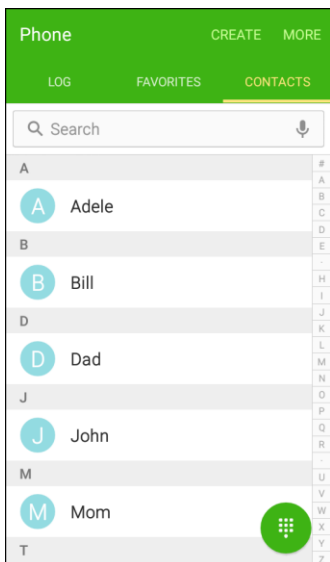 Phone CREATE MORE
LOG FAVORITES CONTACTS
Search
A
A Adele
B
B Bill
D
D Dad
J
J John
M
M Mom
T
#
A
B
C
D
E
·
H
I
J
K
L
M
N
O
P
Q
R
·
U
V
W
X
Y
Z